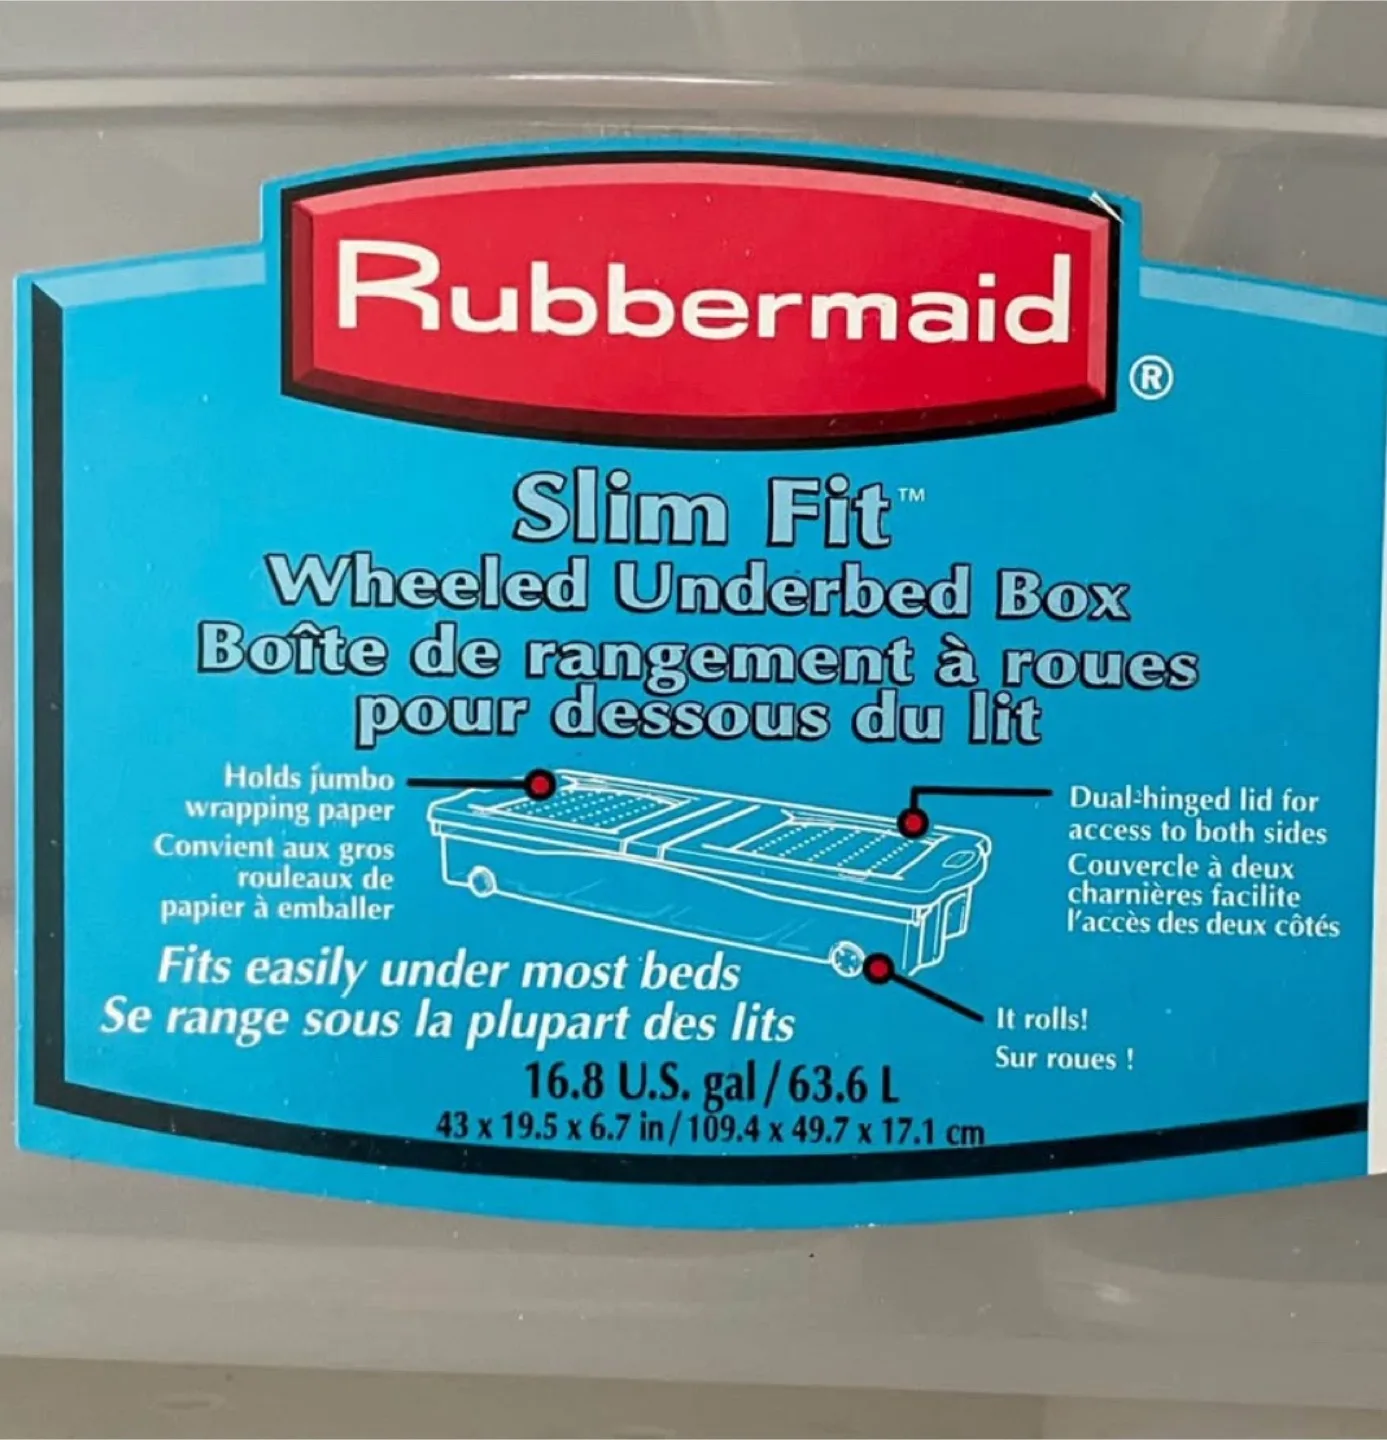 Rubbermaid
®
Slim Fit™
Wheeled Underbed Box
Boîte de rangement à roues
pour dessous du lit
Holds jumbo
wrapping paper
Convient aux gros
rouleaux de
papier à emballer
Dual-hinged lid for
access to both sides
Couvercle à deux
charnières facilite
l'accès des deux côtés
Fits easily under most beds
Se range sous la plupart des lits
It rolls!
Sur roues !
16.8 U.S. gal / 63.6 L
43 x 19.5 x 6.7 in / 109.4 x 49.7 x 17.1 cm